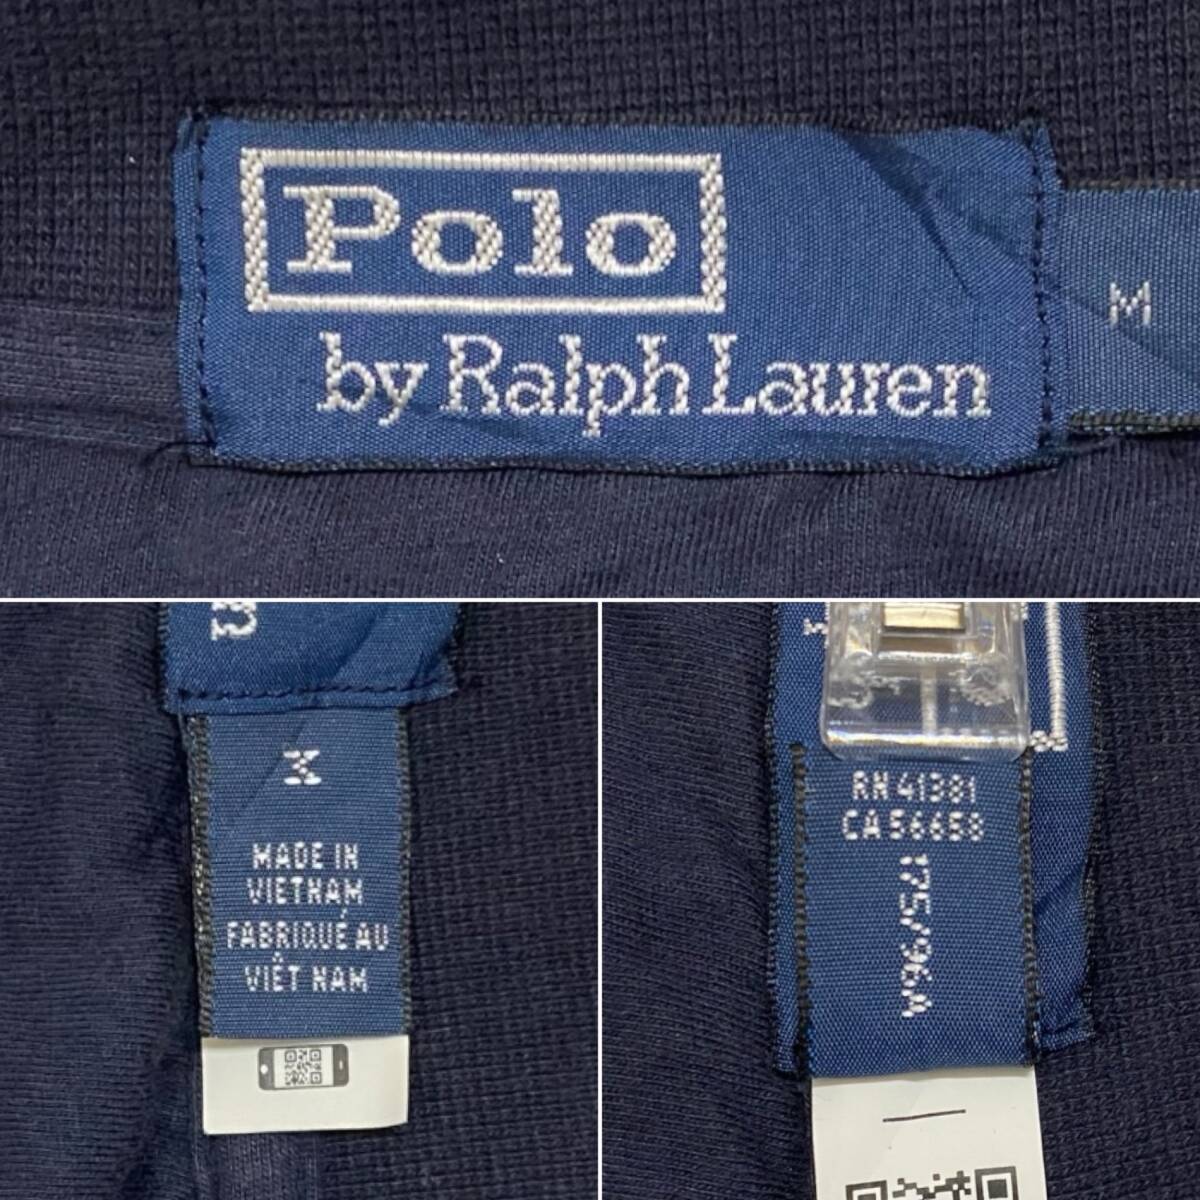 Polo
by Ralph Lauren
M
M
MADE IN
VIETNAM
FABRIQUÉ AU
VIÊT NAM
RN 41381
CA 56658
175/96A